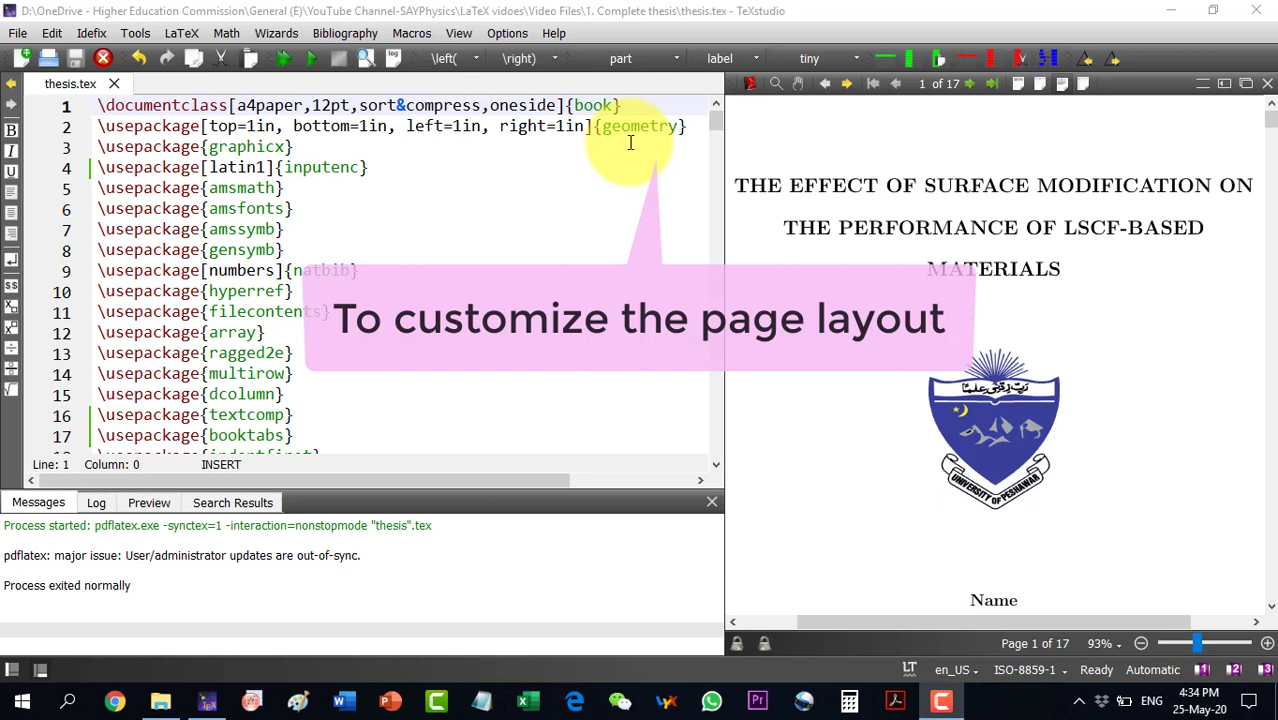 D:\OneDrive - Higher Education Commission\General (E)\YouTube Channel-SAYPhysics\LaTeX vidoes\Video Files\1. Complete thesis\thesis.tex - TeXstudio
File Edit Idefix Tools LaTeX Math Wizards Bibliography Macros View Options Help
\left( \right) part label tiny
thesis.tex
1 of 17
1 \documentclass[a4paper,12pt,sort&compress,oneside]{book}
2 \usepackage[top=1in, bottom=1in, left=1in, right=1in]{geometry}
3 \usepackage{graphicx}
4 \usepackage[latin1]{inputenc}
5 \usepackage{amsmath}
6 \usepackage{amsfonts}
7 \usepackage{amssymb}
8 \usepackage{gensymb}
9 \usepackage[numbers]{natbib}
10 \usepackage{hyperref}
11 \usepackage{filecontents}
12 \usepackage{array}
13 \usepackage{ragged2e}
14 \usepackage{multirow}
15 \usepackage{dcolumn}
16 \usepackage{textcomp}
17 \usepackage{booktabs}
\usepackage{indentfirst}
To customize the page layout
Line: 1 Column: 0 INSERT
THE EFFECT OF SURFACE MODIFICATION ON
THE PERFORMANCE OF LSCF-BASED
MATERIALS
UNIVERSITY OF PESHAWAR
Name
Messages Log Preview Search Results
Process started: pdflatex.exe -synctex=1 -interaction=nonstopmode "thesis".tex
pdflatex: major issue: User/administrator updates are out-of-sync.
Process exited normally
Page 1 of 17 93%
LT en_US ISO-8859-1 Ready Automatic 1 2 3
ENG
4:34 PM
25-May-20